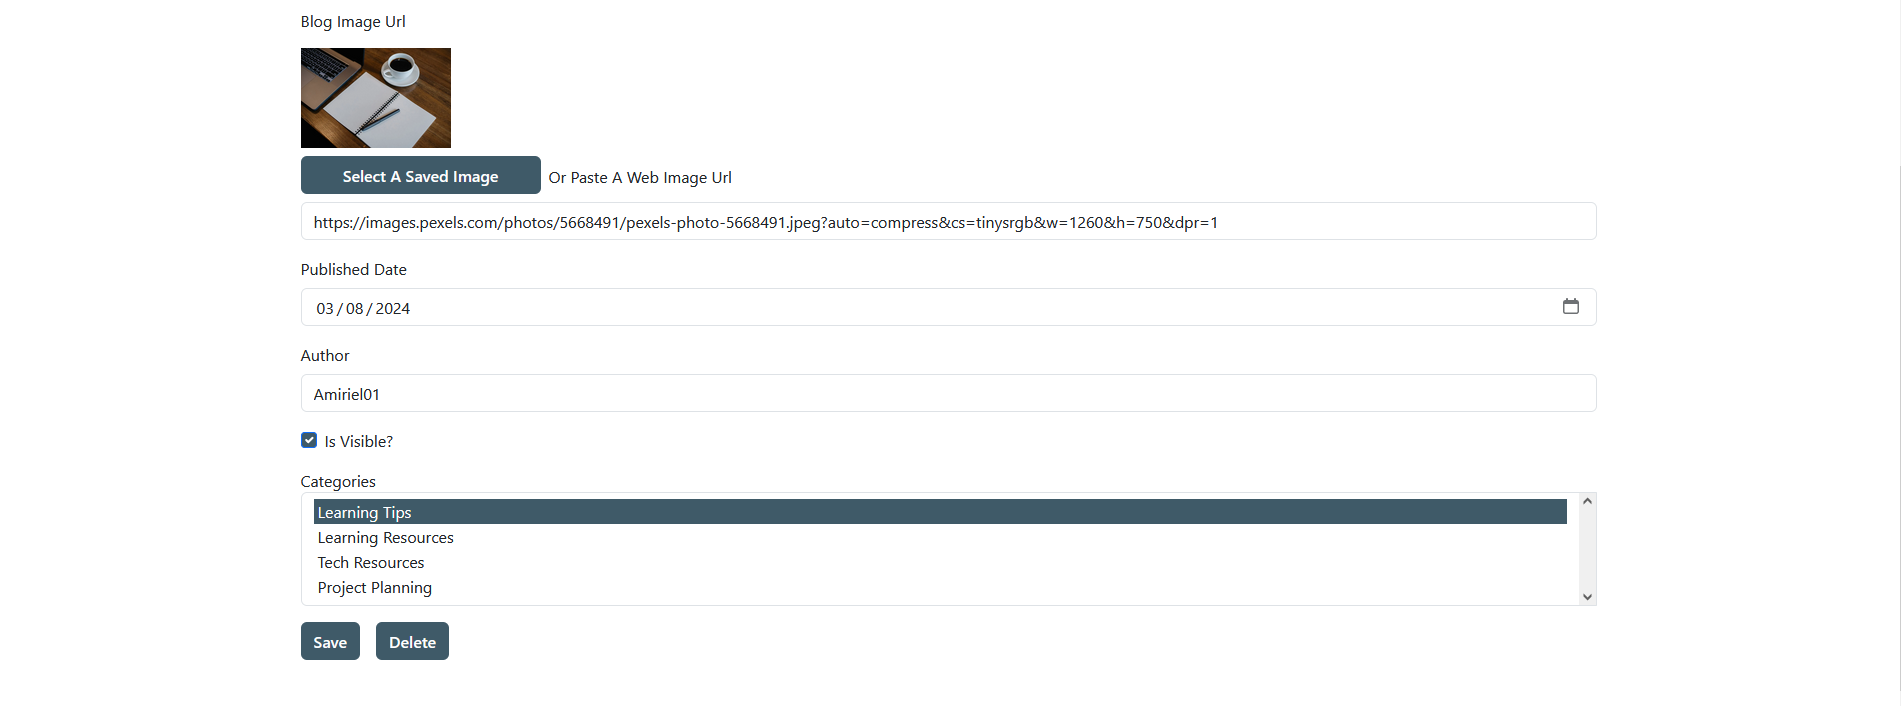 Blog Image Url
Select A Saved Image Or Paste A Web Image Url
https://images.pexels.com/photos/5668491/pexels-photo-5668491.jpeg?auto=compress&cs=tinysrgb&w=1260&h=750&dpr=1
Published Date
03/08/2024
Author
Amiriel01
Is Visible?
Categories
Learning Tips
Learning Resources
Tech Resources
Project Planning
Save Delete